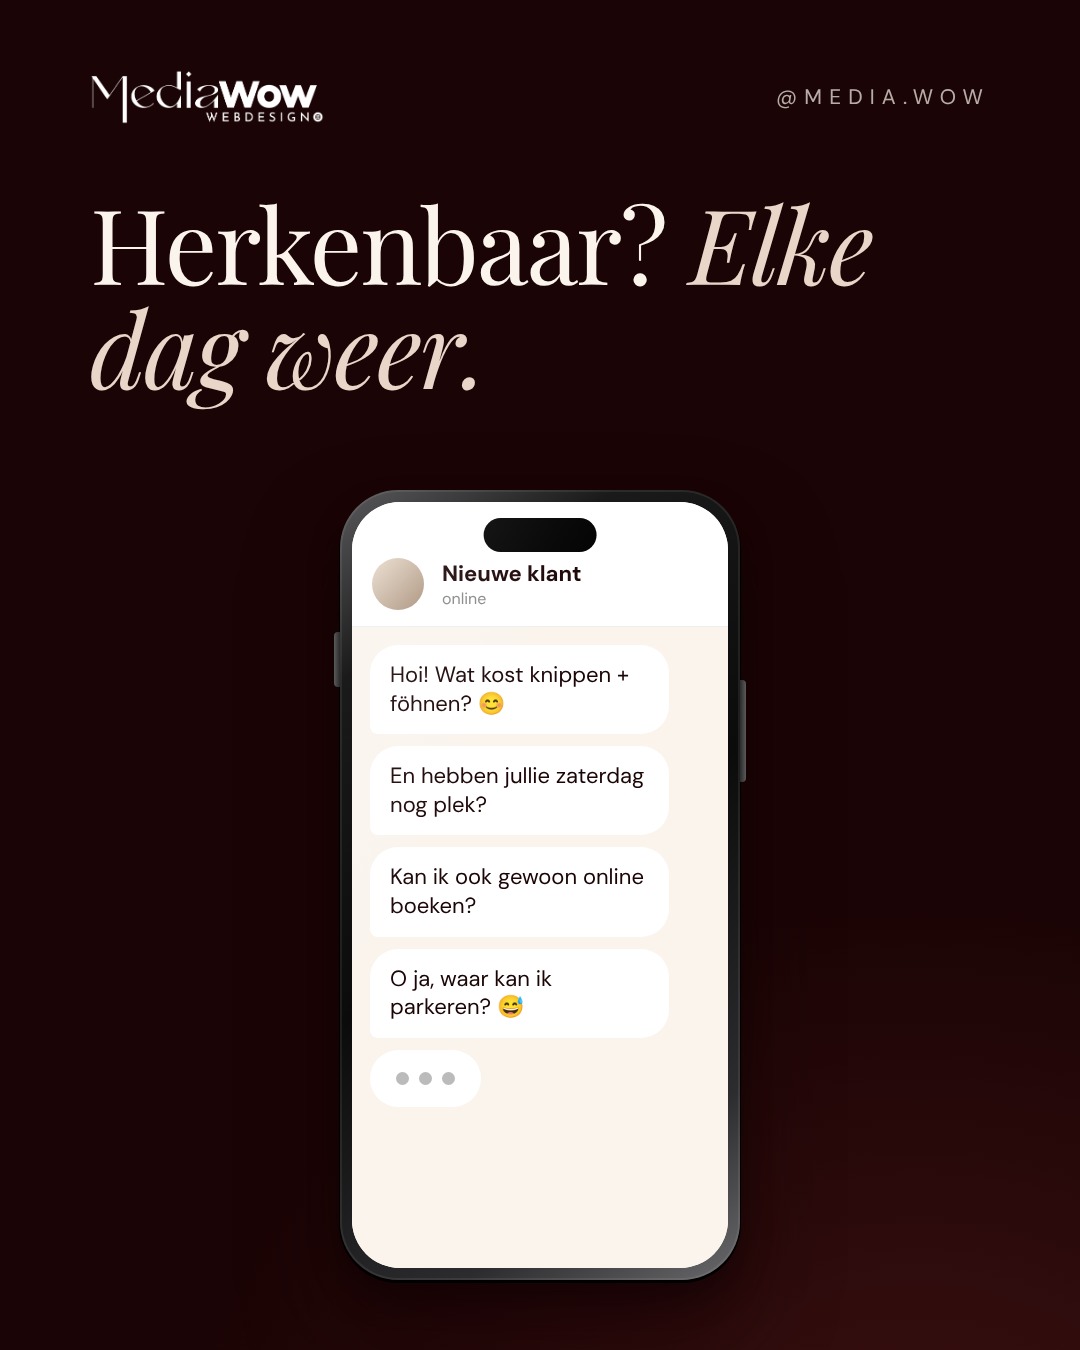 MediaWow
WEBDESIGN
@MEDIA.WOW
Herkenbaar? Elke
dag weer.
Nieuwe klant
online
Hoi! Wat kost knippen +
föhnen? 😊
En hebben jullie zaterdag
nog plek?
Kan ik ook gewoon online
boeken?
O ja, waar kan ik
parkeren? 😅